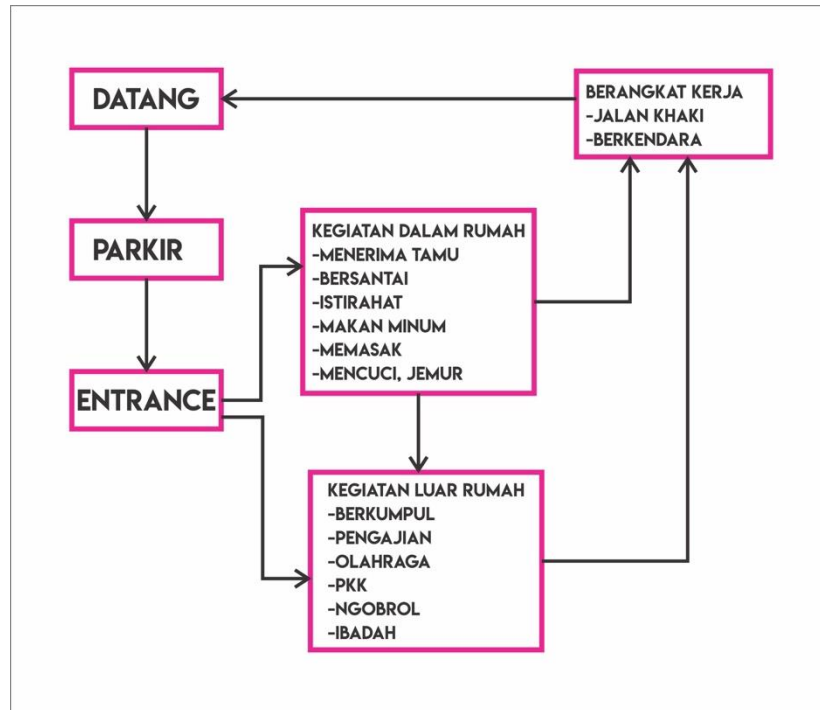 DATANG
BERANGKAT KERJA
-JALAN KHAKI
-BERKENDARA
PARKIR
KEGIATAN DALAM RUMAH
-MENERIMA TAMU
-BERSANTAI
-ISTIRAHAT
-MAKAN MINUM
-MEMASAK
-MENCUCI, JEMUR
ENTRANCE
KEGIATAN LUAR RUMAH
-BERKUMPUL
-PENGAJIAN
-OLAHRAGA
-PKK
-NGOBROL
-IBADAH